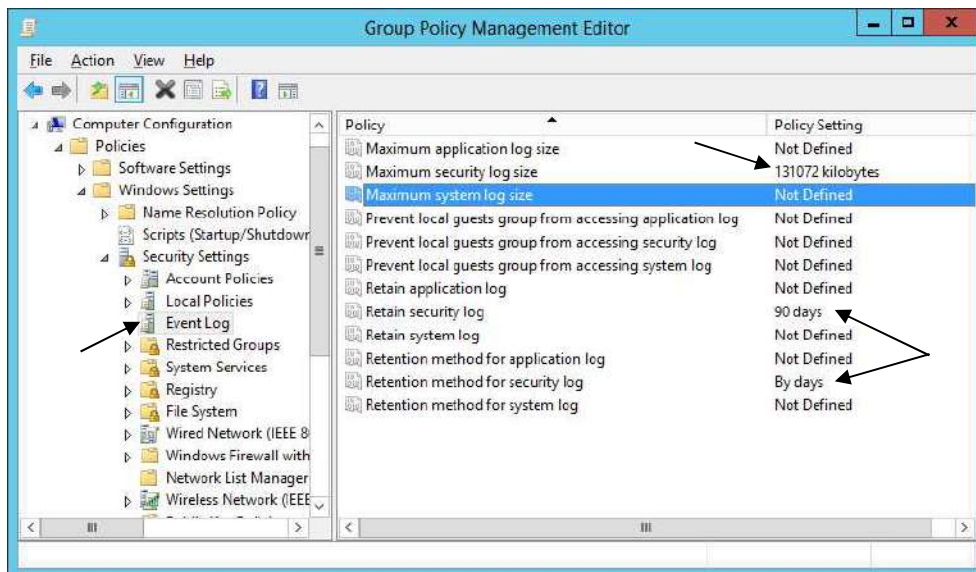 Group Policy Management Editor
File Action View Help
Computer Configuration
Policies
Software Settings
Windows Settings
Name Resolution Policy
Scripts (Startup/Shutdowr
Security Settings
Account Policies
Local Policies
Event Log
Restricted Groups
System Services
Registry
File System
Wired Network (IEEE 8
Windows Firewall with
Network List Manager
Wireless Network (IEEE
Policy Policy Setting
Maximum application log size Not Defined
Maximum security log size 131072 kilobytes
Maximum system log size Not Defined
Prevent local guests group from accessing application log Not Defined
Prevent local guests group from accessing security log Not Defined
Prevent local guests group from accessing system log Not Defined
Retain application log Not Defined
Retain security log 90 days
Retain system log Not Defined
Retention method for application log Not Defined
Retention method for security log By days
Retention method for system log Not Defined